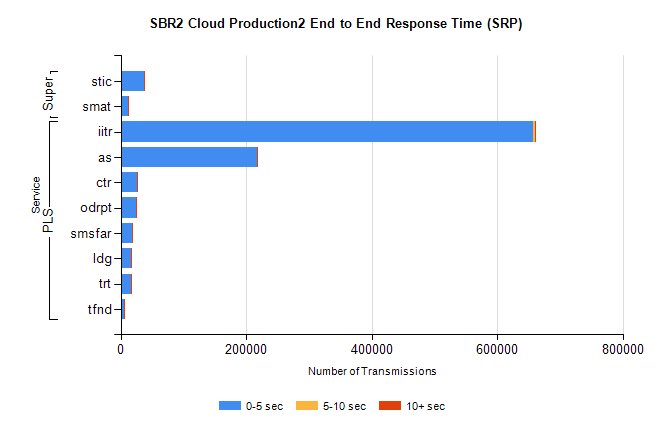 SBR2 Cloud Production2 End to End Response Time (SRP)
Super
stic
smat
Service
PLS
iitr
as
ctr
odrpt
smsfar
ldg
trt
tfnd
0 200000 400000 600000 800000
Number of Transmissions
0-5 sec 5-10 sec 10+ sec